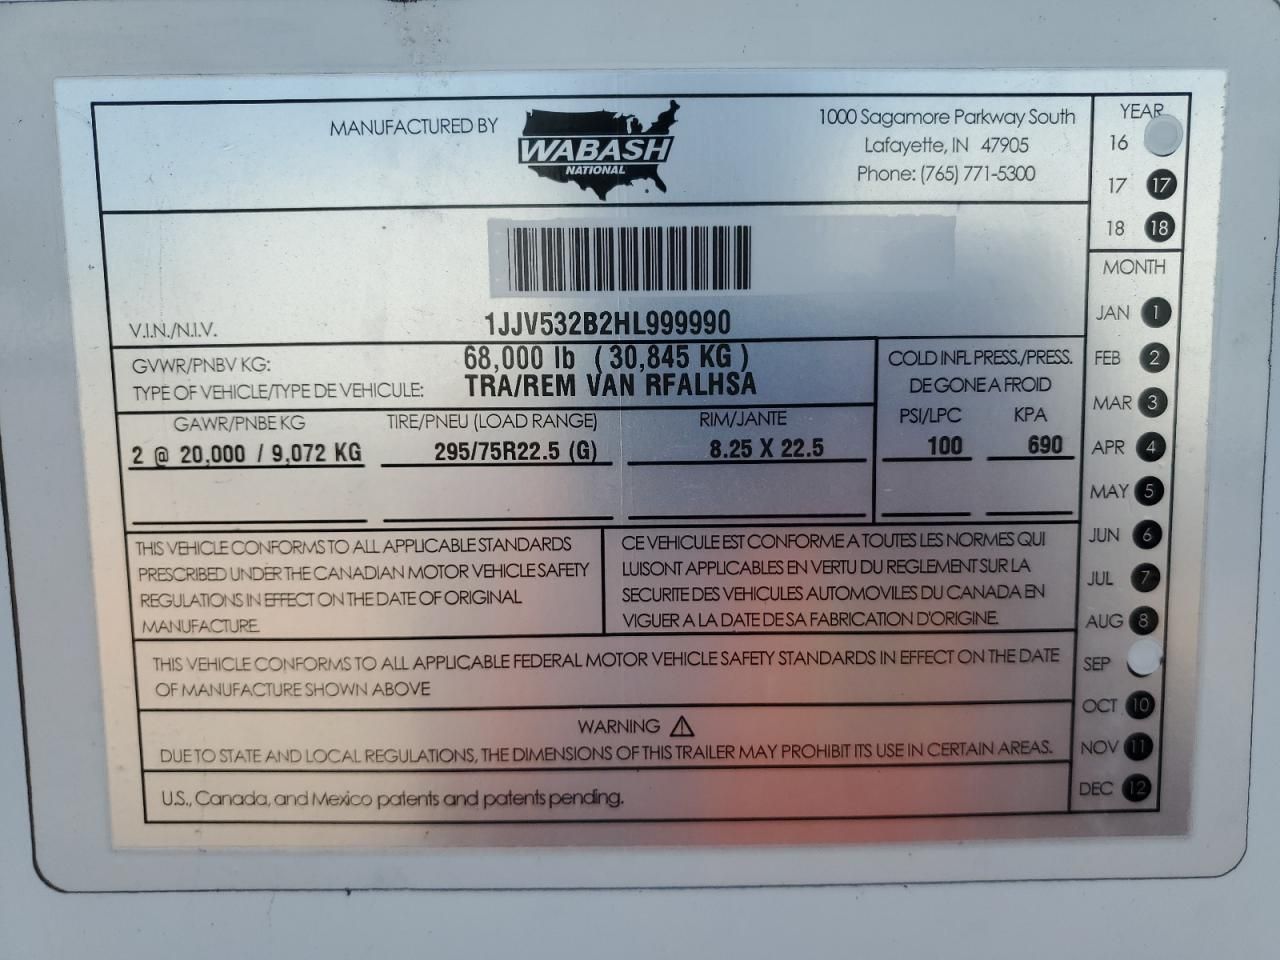 MANUFACTURED BY
WABASH
NATIONAL
1000 Sagamore Parkway South
Lafayette, IN 47905
Phone: (765) 771-5300
V.I.N./N.I.V. 1JJV532B2HL999990
GVWR/PNBV KG: 68,000 lb ( 30,845 KG )
TYPE OF VEHICLE/TYPE DE VEHICULE: TRA/REM VAN RFALHSA
COLD INFL PRESS./PRESS.
DE GONE A FROID
GAWR/PNBE KG TIRE/PNEU (LOAD RANGE) RIM/JANTE PSI/LPC KPA
2 @ 20,000 / 9,072 KG 295/75R22.5 (G) 8.25 X 22.5 100 690
THIS VEHICLE CONFORMS TO ALL APPLICABLE STANDARDS
PRESCRIBED UNDER THE CANADIAN MOTOR VEHICLE SAFETY
REGULATIONS IN EFFECT ON THE DATE OF ORIGINAL
MANUFACTURE.
CE VEHICULE EST CONFORME A TOUTES LES NORMES QUI
LUISONT APPLICABLES EN VERTU DU REGLEMENT SUR LA
SECURITE DES VEHICULES AUTOMOVILES DU CANADA EN
VIGUER A LA DATE DE SA FABRICATION D'ORIGINE.
THIS VEHICLE CONFORMS TO ALL APPLICABLE FEDERAL MOTOR VEHICLE SAFETY STANDARDS IN EFFECT ON THE DATE
OF MANUFACTURE SHOWN ABOVE
WARNING
DUE TO STATE AND LOCAL REGULATIONS, THE DIMENSIONS OF THIS TRAILER MAY PROHIBIT ITS USE IN CERTAIN AREAS.
U.S., Canada, and Mexico patents and patents pending.
YEAR
16
17 17
18 18
MONTH
JAN 1
FEB 2
MAR 3
APR 4
MAY 5
JUN 6
JUL 7
AUG 8
SEP
OCT 10
NOV 11
DEC 12